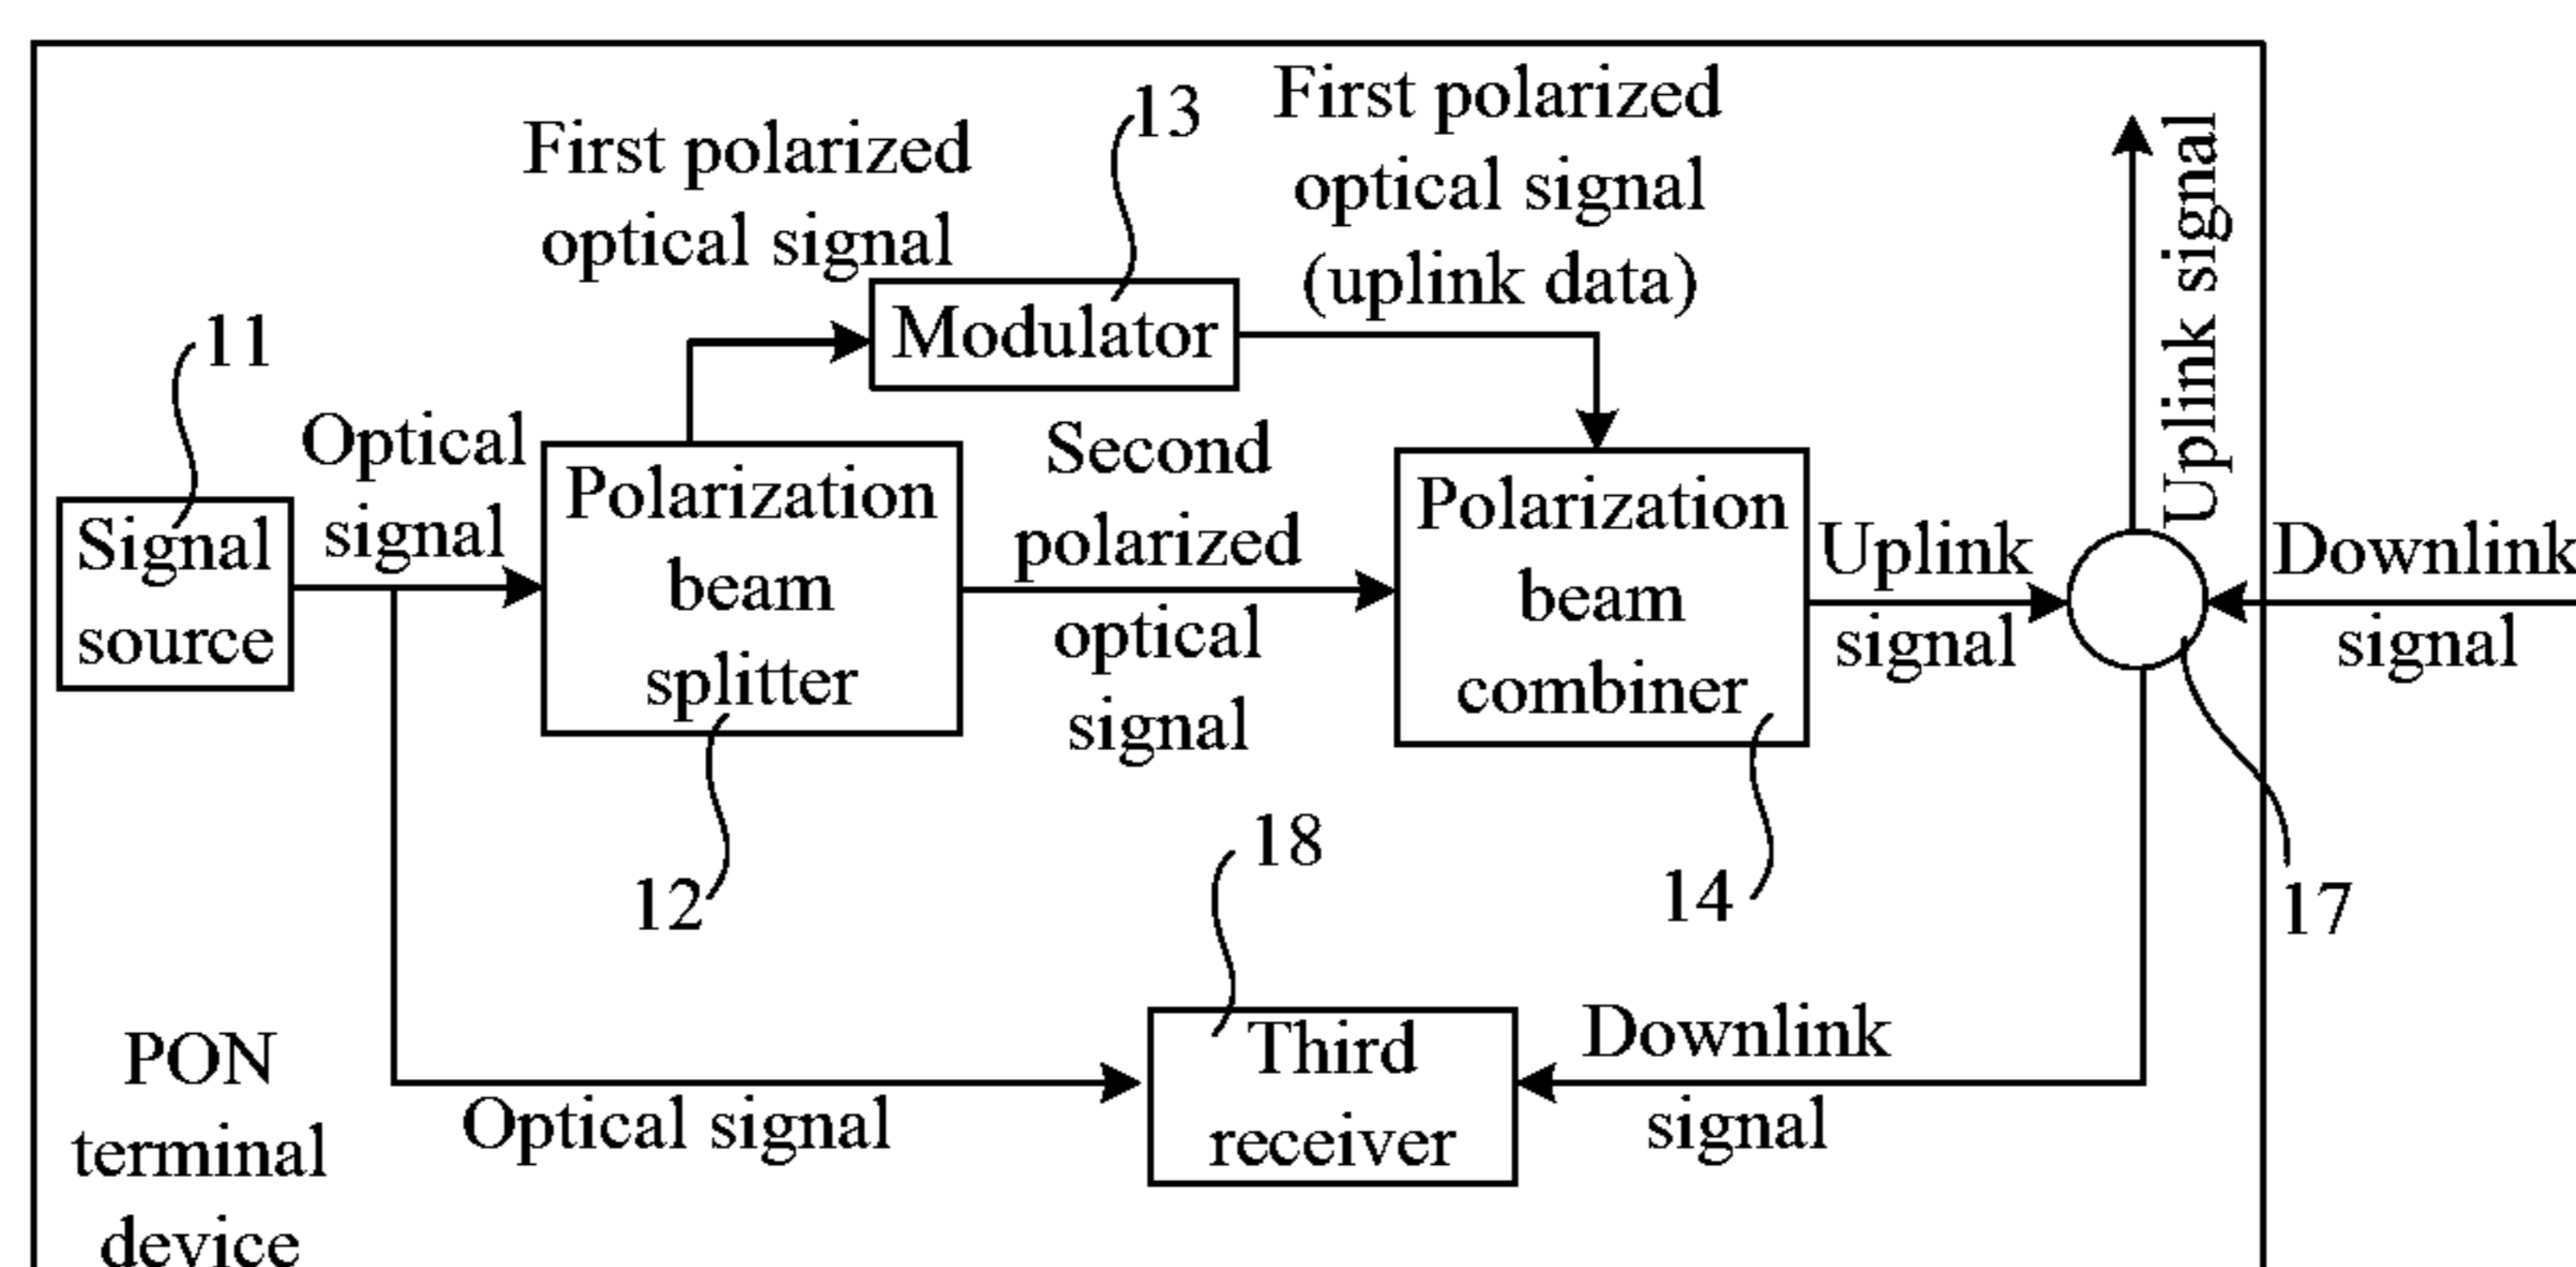 13
First polarized
optical signal
(uplink data)
First polarized
optical signal
Uplink signal
11
Modulator
Optical
signal
Signal
source
Polarization
beam
splitter
Second
polarized
optical
signal
Polarization
beam
combiner
Uplink
signal
Downlink
signal
12
18
14
17
PON
terminal
device
Optical signal
Third
receiver
Downlink
signal